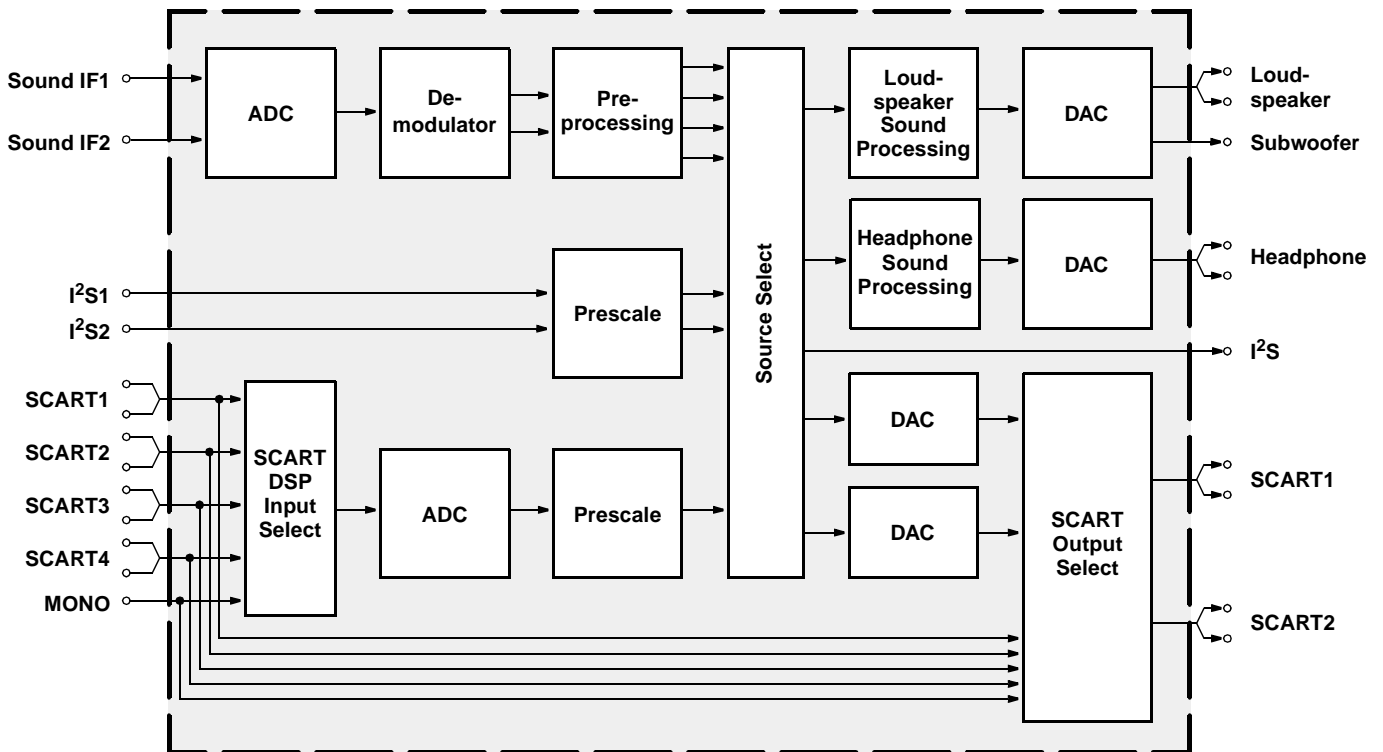 Sound IF1
Sound IF2
ADC
De-
modulator
Pre-
processing
Loud-
speaker
Sound
Processing
DAC
Loud-
speaker
Subwoofer
Source Select
Headphone
Sound
Processing
DAC
Headphone
I²S1
I²S2
Prescale
I²S
SCART1
SCART2
SCART3
SCART4
MONO
SCART
DSP
Input
Select
ADC
Prescale
DAC
DAC
SCART
Output
Select
SCART1
SCART2